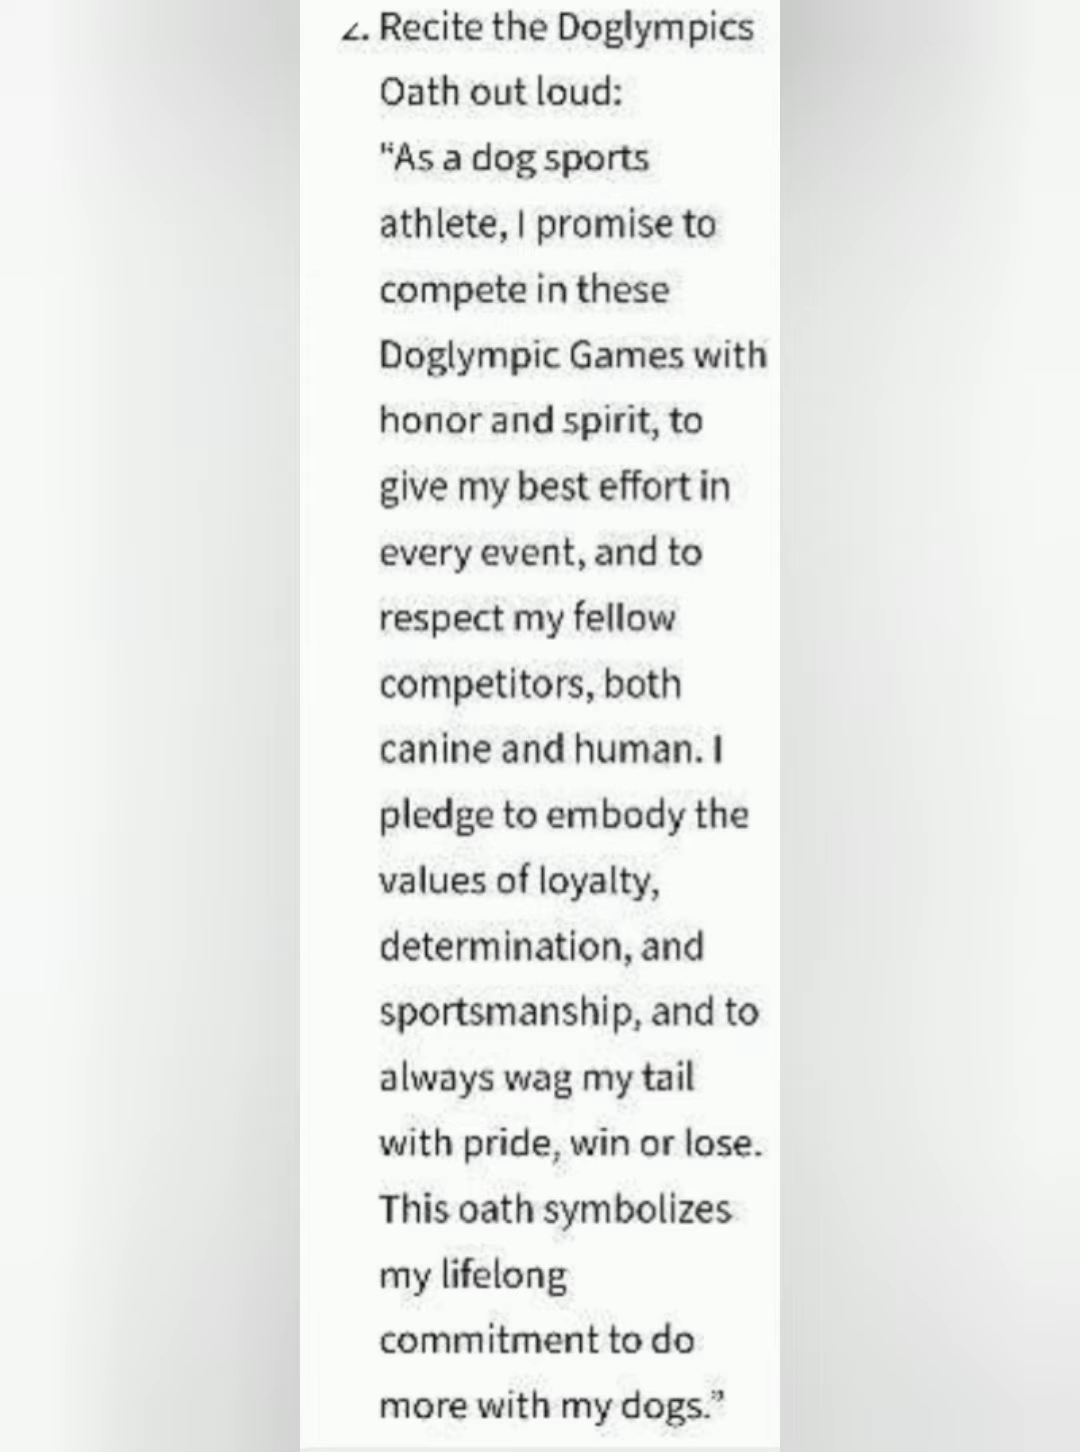 2. Recite the Doglympics
Oath out loud:
“As a dog sports
athlete, I promise to
compete in these
Doglympic Games with
honor and spirit, to
give my best effort in
every event, and to
respect my fellow
competitors, both
canine and human. I
pledge to embody the
values of loyalty,
determination, and
sportsmanship, and to
always wag my tail
with pride, win or lose.
This oath symbolizes
my lifelong
commitment to do
more with my dogs.”